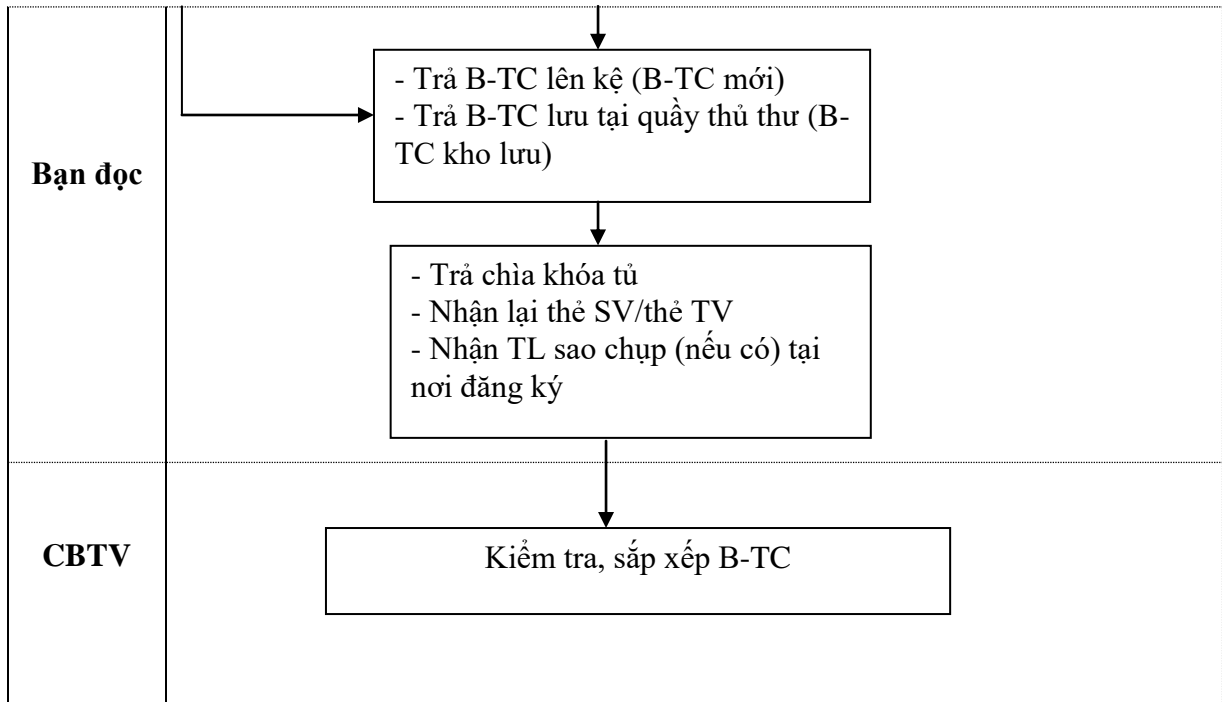 - Trả B-TC lên kệ (B-TC mới)
- Trả B-TC lưu tại quầy thủ thư (B-
TC kho lưu)
Bạn đọc
- Trả chìa khóa tủ
- Nhận lại thẻ SV/thẻ TV
- Nhận TL sao chụp (nếu có) tại
nơi đăng ký
CBTV
Kiểm tra, sắp xếp B-TC